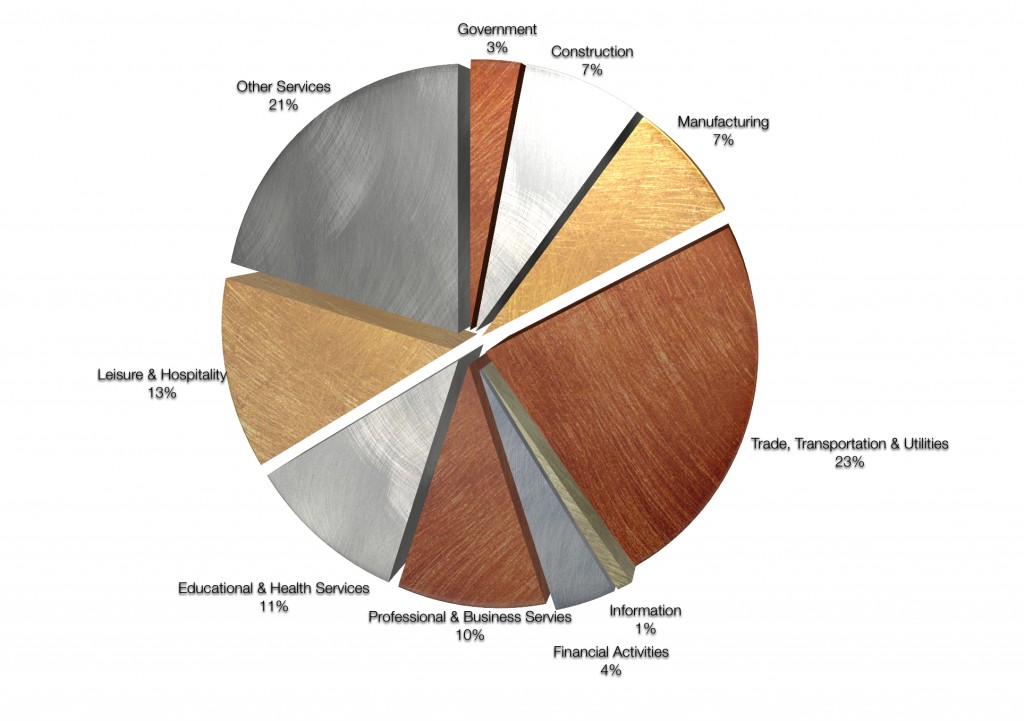 Government
3%
Construction
7%
Manufacturing
7%
Trade, Transportation & Utilities
23%
Information
1%
Financial Activities
4%
Professional & Business Servies
10%
Educational & Health Services
11%
Leisure & Hospitality
13%
Other Services
21%